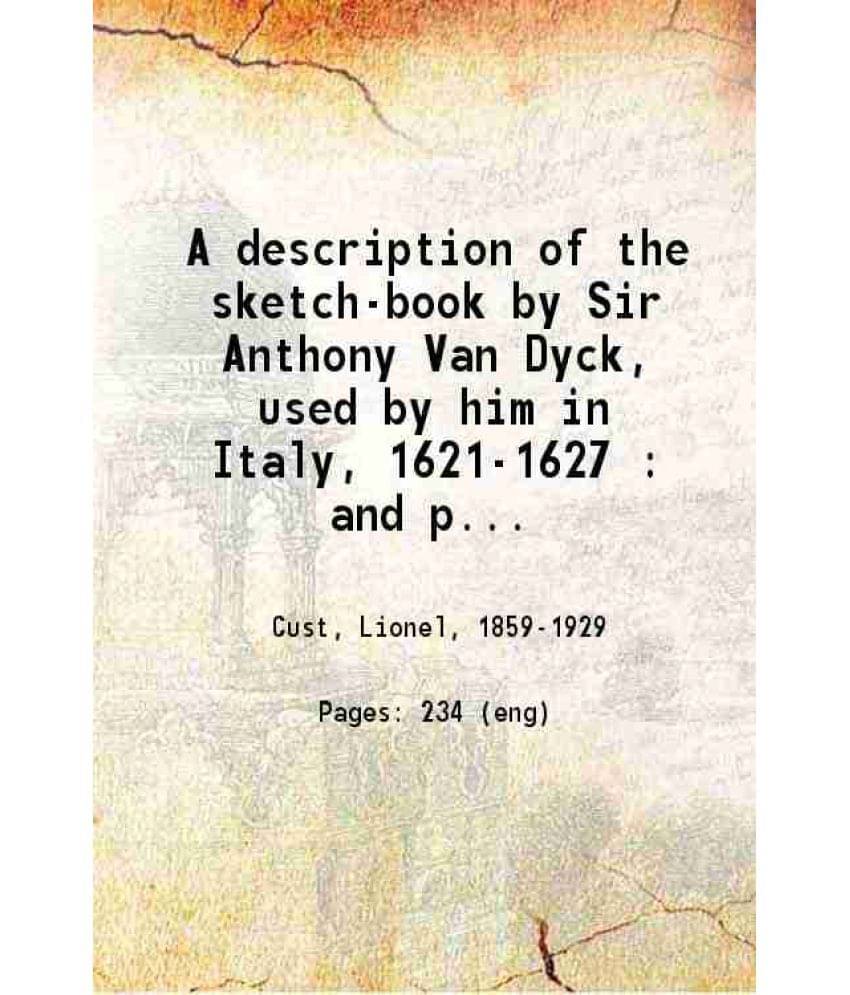 A description of the
sketch-book by Sir
Anthony Van Dyck,
used by him in
Italy, 1621-1627 :
and p...
Cust, Lionel, 1859-1929
Pages: 234 (eng)